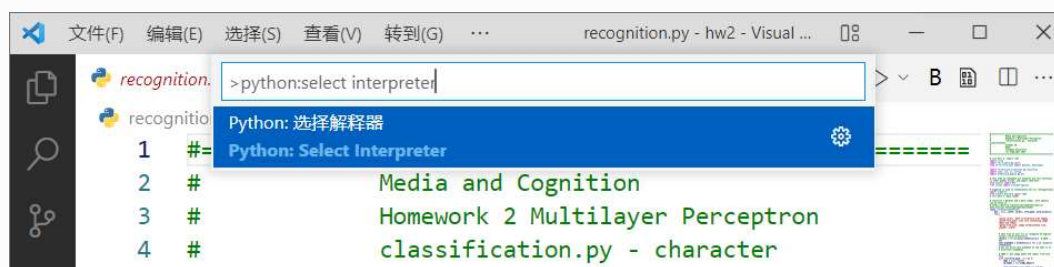 文件(F) 编辑(E) 选择(S) 查看(V) 转到(G) ··· recognition.py - hw2 - Visual ...
recognition.
>python:select interpreter
B
recognitio
Python: 选择解释器
Python: Select Interpreter
1 #= =======
2 # Media and Cognition
3 # Homework 2 Multilayer Perceptron
4 # classification.py - character